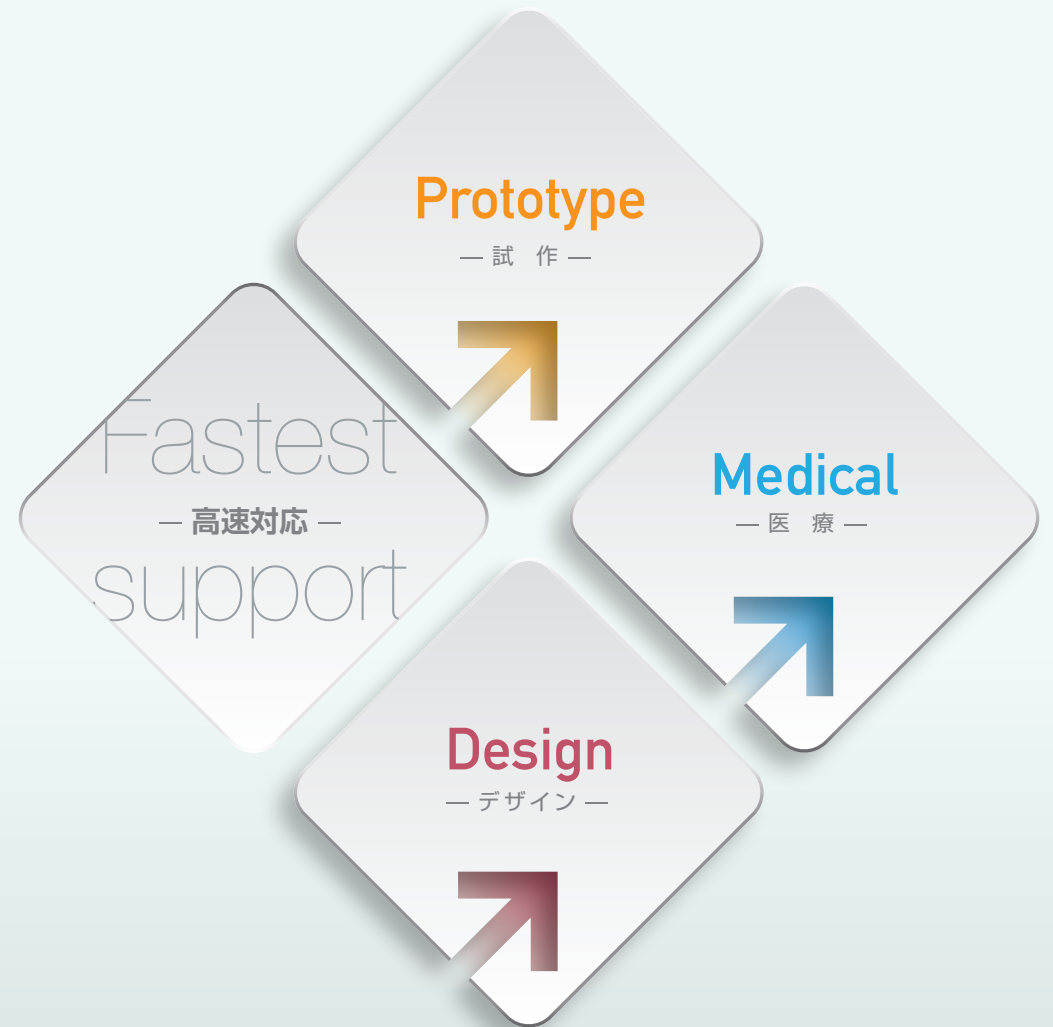 Prototype
— 試 作 —
Fastest
— 高速対応 —
support
Medical
— 医 療 —
Design
— デザイン —